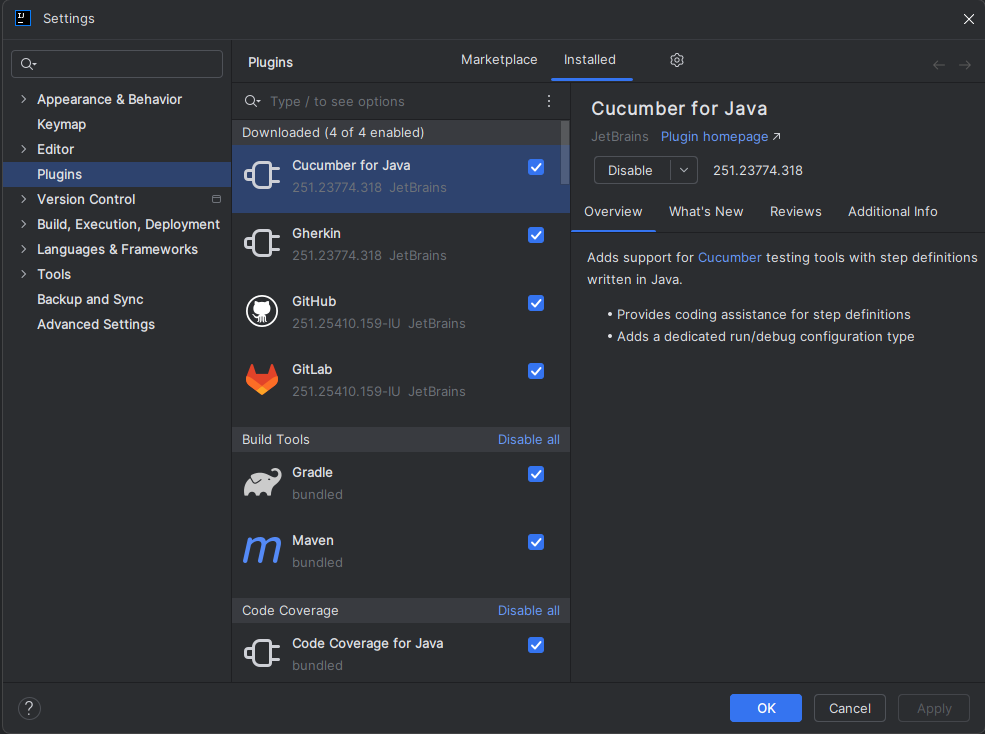 Settings
Appearance & Behavior
Keymap
Editor
Plugins
Version Control
Build, Execution, Deployment
Languages & Frameworks
Tools
Backup and Sync
Advanced Settings
Plugins
Marketplace
Installed
Type / to see options
Downloaded (4 of 4 enabled)
Cucumber for Java
251.23774.318 JetBrains
Gherkin
251.23774.318 JetBrains
GitHub
251.25410.159-IU JetBrains
GitLab
251.25410.159-IU JetBrains
Build Tools Disable all
Gradle
bundled
Maven
bundled
Code Coverage Disable all
Code Coverage for Java
bundled
Cucumber for Java
JetBrains Plugin homepage ↗
Disable 251.23774.318
Overview What's New Reviews Additional Info
Adds support for Cucumber testing tools with step definitions
written in Java.
• Provides coding assistance for step definitions
• Adds a dedicated run/debug configuration type
?
OK Cancel Apply